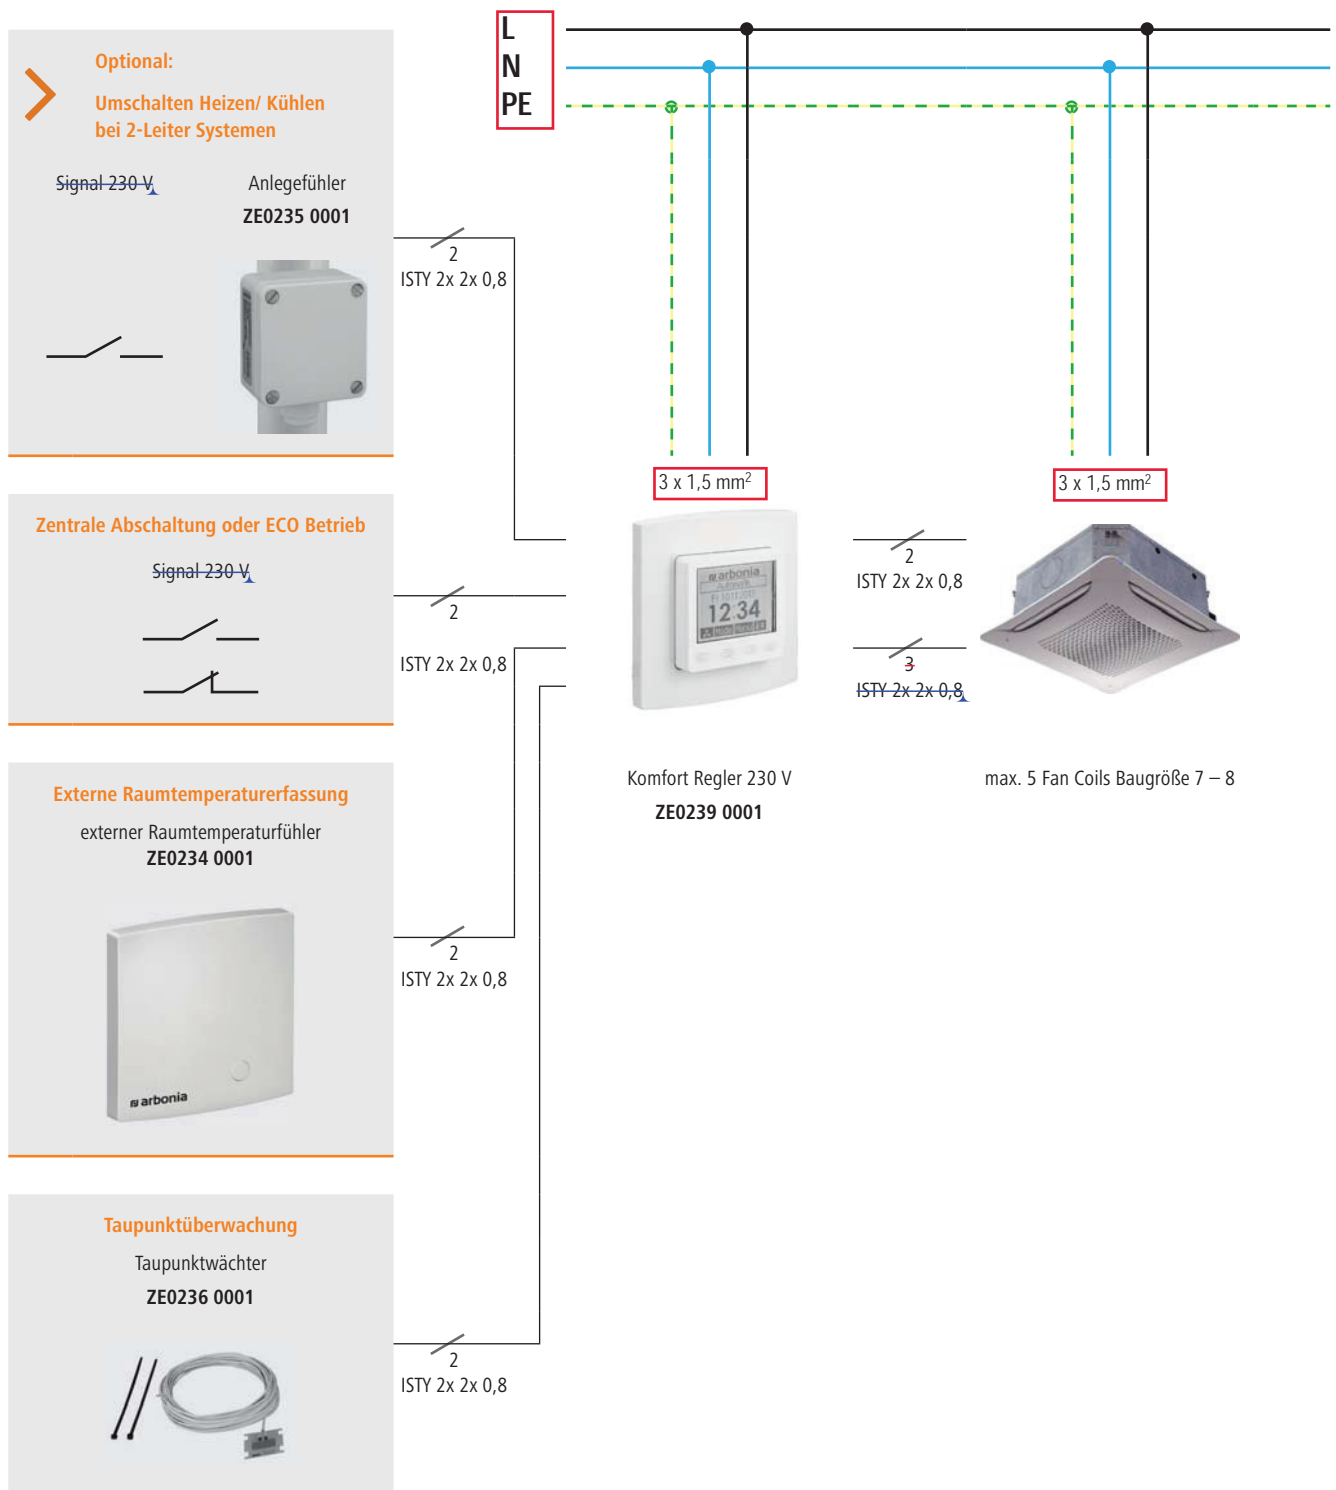 L
N
PE
Optional:
Umschalten Heizen/ Kühlen
bei 2-Leiter Systemen
Signal 230 V
Anlegefühler
ZE0235 0001
2
ISTY 2x 2x 0,8
3 x 1,5 mm²
3 x 1,5 mm²
Zentrale Abschaltung oder ECO Betrieb
Signal 230 V
2
ISTY 2x 2x 0,8
arbonia
Automatik
12:34
2
ISTY 2x 2x 0,8
3
ISTY 2x 2x 0,8
Komfort Regler 230 V
ZE0239 0001
max. 5 Fan Coils Baugröße 7 – 8
Externe Raumtemperaturerfassung
externer Raumtemperaturfühler
ZE0234 0001
arbonia
2
ISTY 2x 2x 0,8
Taupunktüberwachung
Taupunktwächter
ZE0236 0001
2
ISTY 2x 2x 0,8